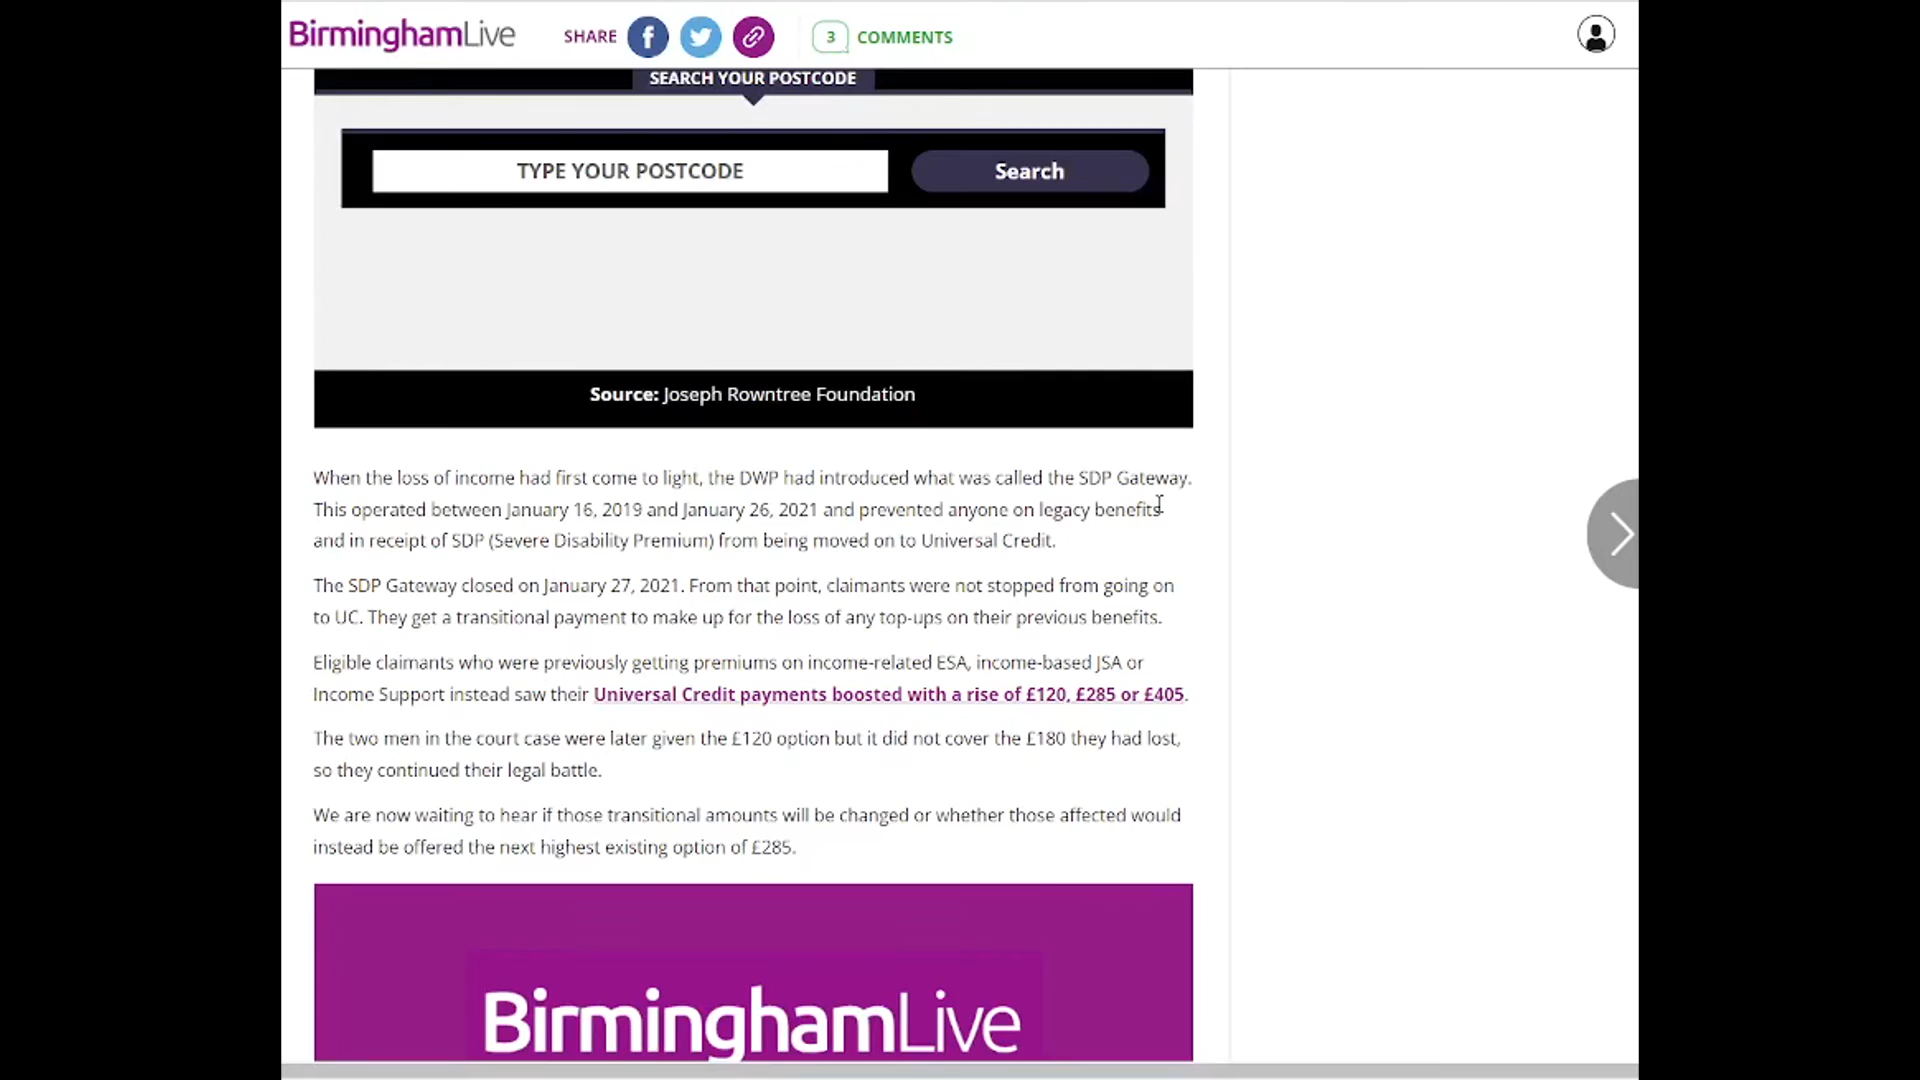 BirminghamLive
SHARE
3 COMMENTS
SEARCH YOUR POSTCODE
TYPE YOUR POSTCODE
Search
Source: Joseph Rowntree Foundation
When the loss of income had first come to light, the DWP had introduced what was called the SDP Gateway.
This operated between January 16, 2019 and January 26, 2021 and prevented anyone on legacy benefits
and in receipt of SDP (Severe Disability Premium) from being moved on to Universal Credit.
The SDP Gateway closed on January 27, 2021. From that point, claimants were not stopped from going on
to UC. They get a transitional payment to make up for the loss of any top-ups on their previous benefits.
Eligible claimants who were previously getting premiums on income-related ESA, income-based JSA or
Income Support instead saw their Universal Credit payments boosted with a rise of £120, £285 or £405.
The two men in the court case were later given the £120 option but it did not cover the £180 they had lost,
so they continued their legal battle.
We are now waiting to hear if those transitional amounts will be changed or whether those affected would
instead be offered the next highest existing option of £285.
BirminghamLive